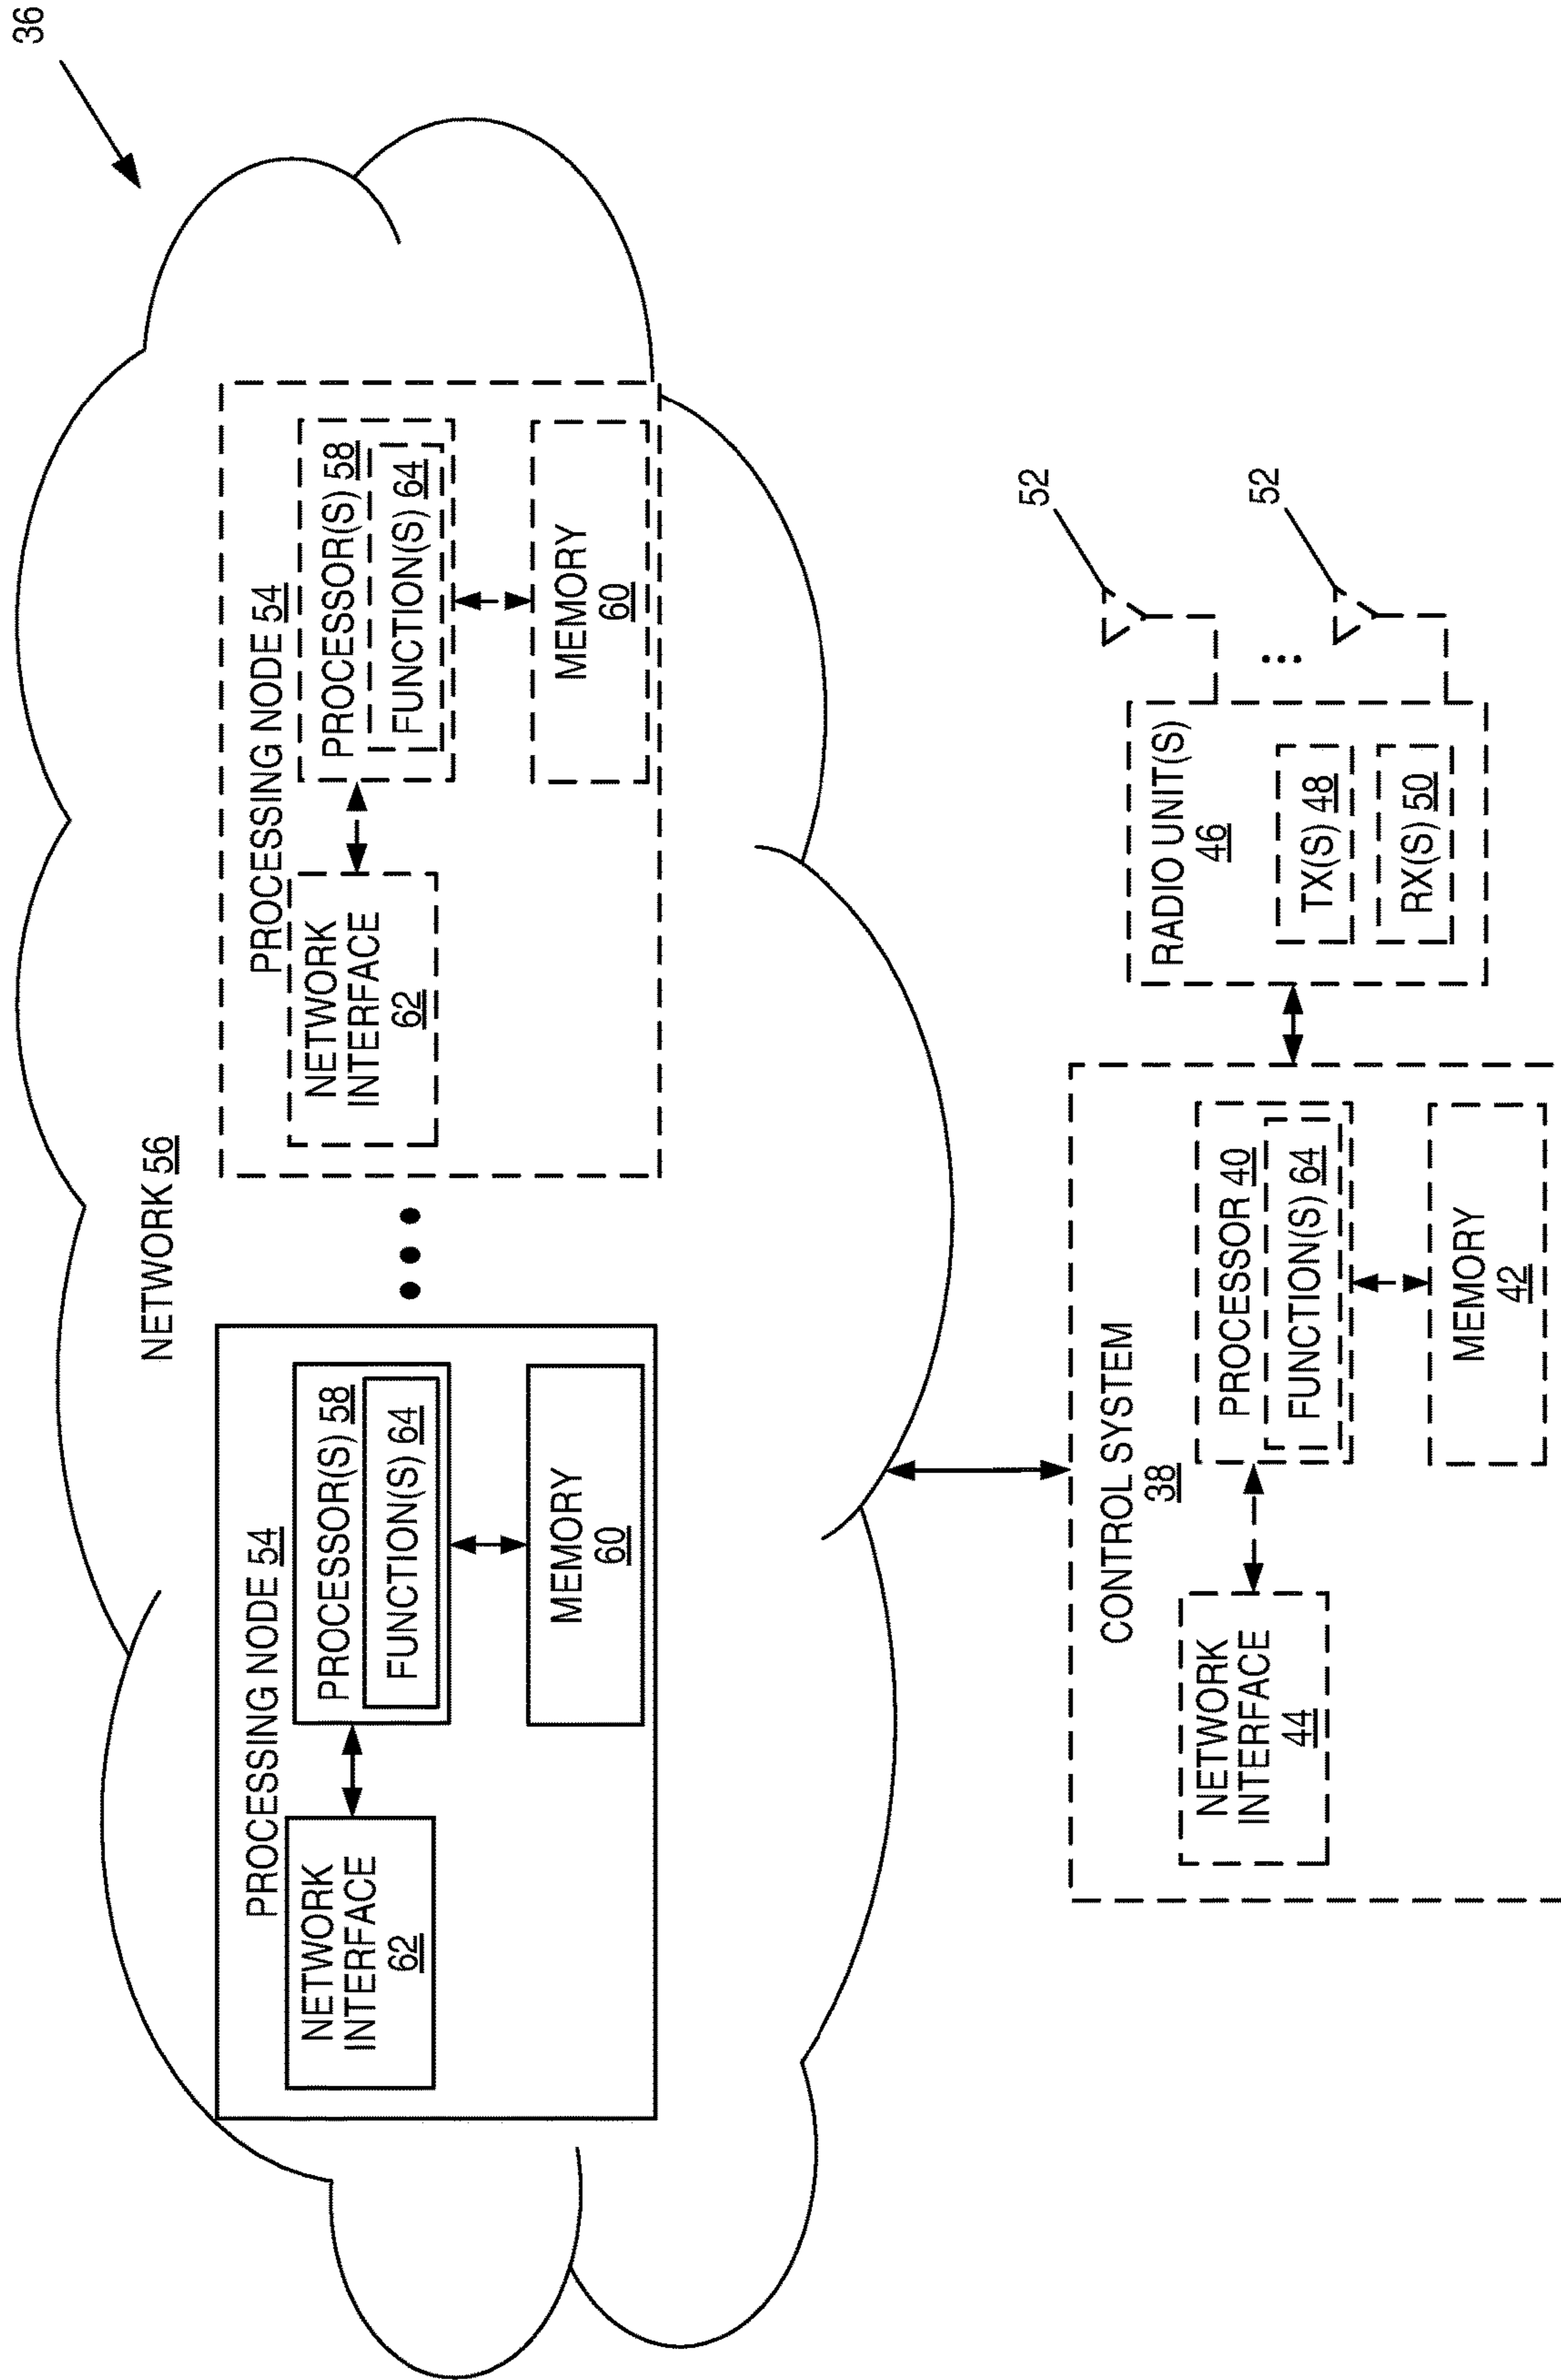 36
NETWORK 56
PROCESSING NODE 54
NETWORK
INTERFACE
62
PROCESSOR(S) 58
FUNCTION(S) 64
MEMORY
60
PROCESSING NODE 54
NETWORK
INTERFACE
62
PROCESSOR(S) 58
FUNCTION(S) 64
MEMORY
60
CONTROL SYSTEM
38
NETWORK
INTERFACE
44
PROCESSOR 40
FUNCTION(S) 64
MEMORY
42
RADIO UNIT(S)
46
TX(S) 48
RX(S) 50
52
52